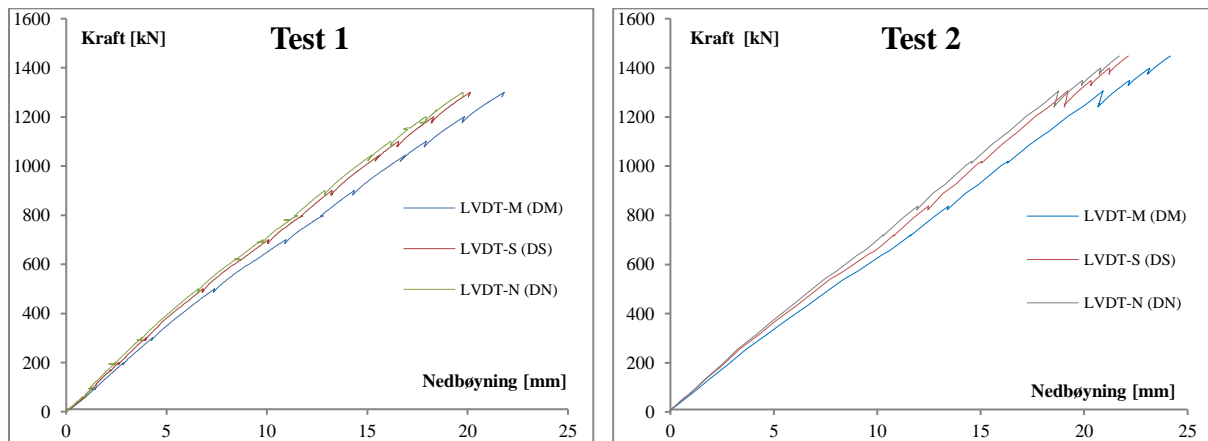 Test 1
Kraft [kN]
1600
1400
1200
1000
800
600
400
200
0
LVDT-M (DM)
LVDT-S (DS)
LVDT-N (DN)
Nedbøyning [mm]
0 5 10 15 20 25
Test 2
Kraft [kN]
1600
1400
1200
1000
800
600
400
200
0
LVDT-M (DM)
LVDT-S (DS)
LVDT-N (DN)
Nedbøyning [mm]
0 5 10 15 20 25